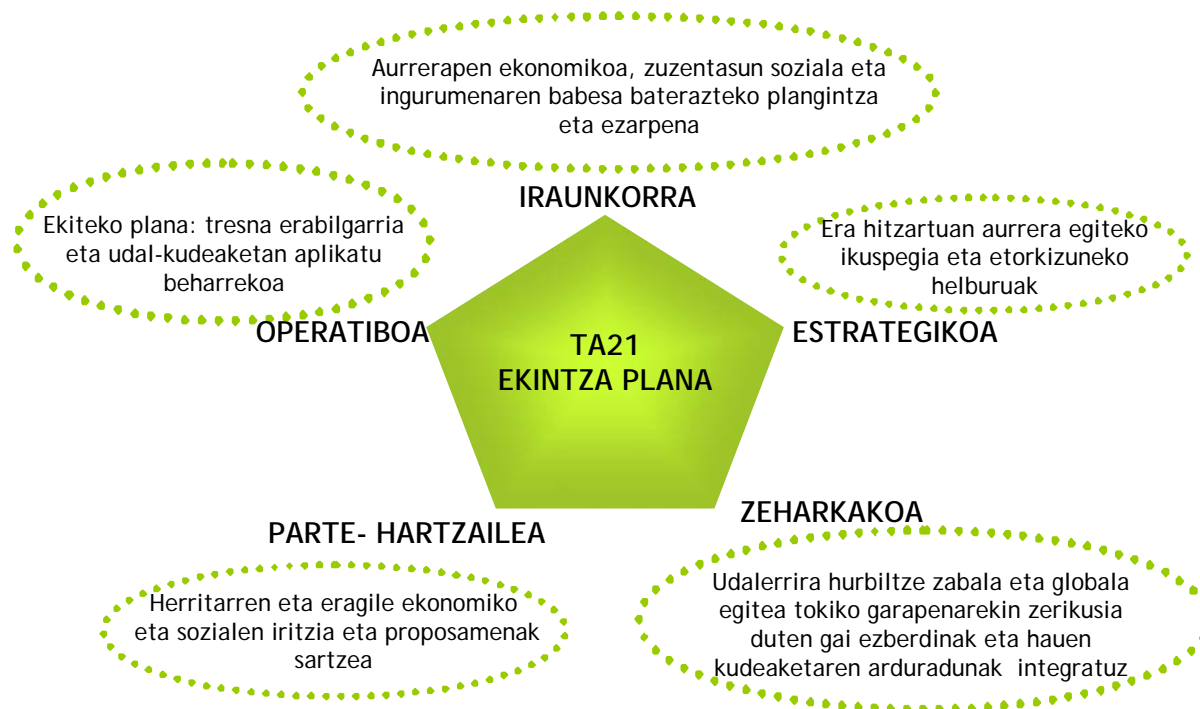 Aurrerapen ekonomikoa, zuzentasun soziala eta
ingurumenaren babesa baterazteko plangintza
eta ezarpena
IRAUNKORRA
Ekiteko plana: tresna erabilgarria
eta udal-kudeaketan aplikatu
beharrekoa
OPERATIBOA
Era hitzartuan aurrera egiteko
ikuspegia eta etorkizuneko
helburuak
ESTRATEGIKOA
TA21
EKINTZA PLANA
PARTE- HARTZAILEA
Herritarren eta eragile ekonomiko
eta sozialen iritzia eta proposamenak
sartzea
ZEHARKAKOA
Udalerrira hurbiltze zabala eta globala
egitea tokiko garapenarekin zerikusia
duten gai ezberdinak eta hauen
kudeaketaren arduradunak integratuz